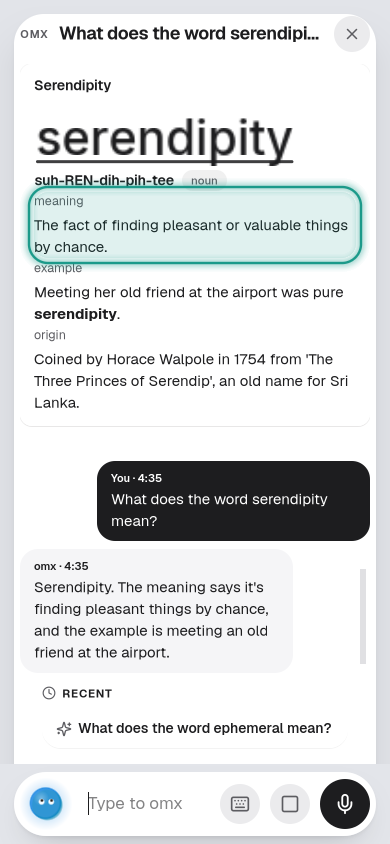 OMX What does the word serendipi...
Serendipity
serendipity
suh-REN-dih-pih-tee noun
meaning
The fact of finding pleasant or valuable things
by chance.
example
Meeting her old friend at the airport was pure
serendipity.
origin
Coined by Horace Walpole in 1754 from 'The
Three Princes of Serendip', an old name for Sri
Lanka.
You · 4:35
What does the word serendipity
mean?
omx · 4:35
Serendipity. The meaning says it's
finding pleasant things by chance,
and the example is meeting an old
friend at the airport.
RECENT
What does the word ephemeral mean?
Type to omx